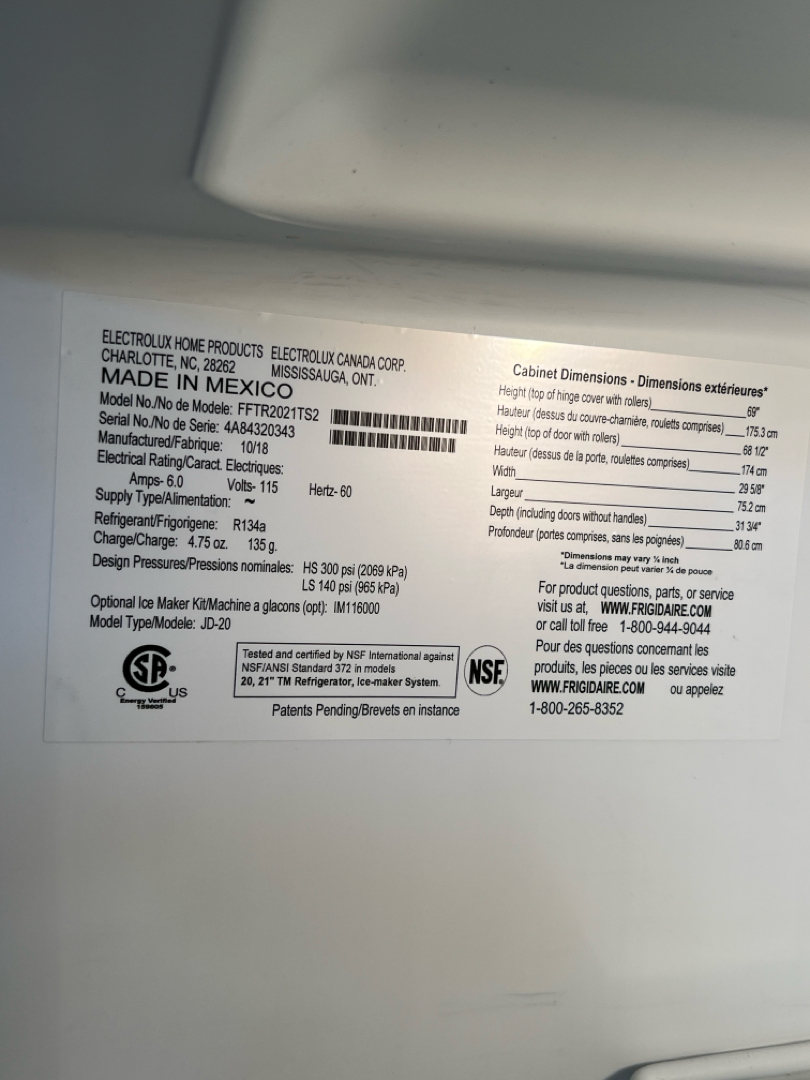 ELECTROLUX HOME PRODUCTS ELECTROLUX CANADA CORP.
CHARLOTTE, NC, 28262 MISSISSAUGA, ONT.
MADE IN MEXICO
Model No./No de Modele: FFTR2021TS2
Serial No./No de Serie: 4A84320343
Manufactured/Fabrique: 10/18
Electrical Rating/Caract. Electriques:
Amps- 6.0 Volts- 115 Hertz- 60
Supply Type/Alimentation: ~
Refrigerant/Frigorigene: R134a
Charge/Charge: 4.75 oz. 135 g.
Design Pressures/Pressions nominales: HS 300 psi (2069 kPa)
LS 140 psi (965 kPa)
Optional Ice Maker Kit/Machine a glacons (opt): IM116000
Model Type/Modele: JD-20
SA®
C US
Energy Verified
159605
Tested and certified by NSF International against
NSF/ANSI Standard 372 in models
20, 21" TM Refrigerator, Ice-maker System.
NSF®
Patents Pending/Brevets en instance
Cabinet Dimensions - Dimensions extérieures*
Height (top of hinge cover with rollers) 69"
Hauteur (dessus du couvre-charnière, rouletts comprises) 175.3 cm
Height (top of door with rollers) 68 1/2"
Hauteur (dessus de la porte, roulettes comprises) 174 cm
Width 29 5/8"
Largeur 75.2 cm
Depth (including doors without handles) 31 3/4"
Profondeur (portes comprises, sans les poignées) 80.6 cm
*Dimensions may vary ¼ inch
*La dimension peut varier ¼ de pouce
For product questions, parts, or service
visit us at, WWW.FRIGIDAIRE.COM
or call toll free 1-800-944-9044
Pour des questions concernant les
produits, les pieces ou les services visite
WWW.FRIGIDAIRE.COM ou appelez
1-800-265-8352